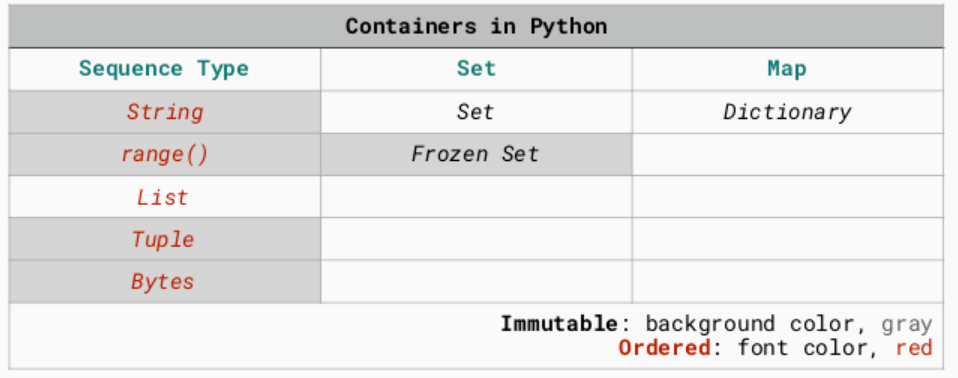 Containers in Python
Sequence Type Set Map
String Set Dictionary
range() Frozen Set
List
Tuple
Bytes
Immutable: background color, gray
Ordered: font color, red